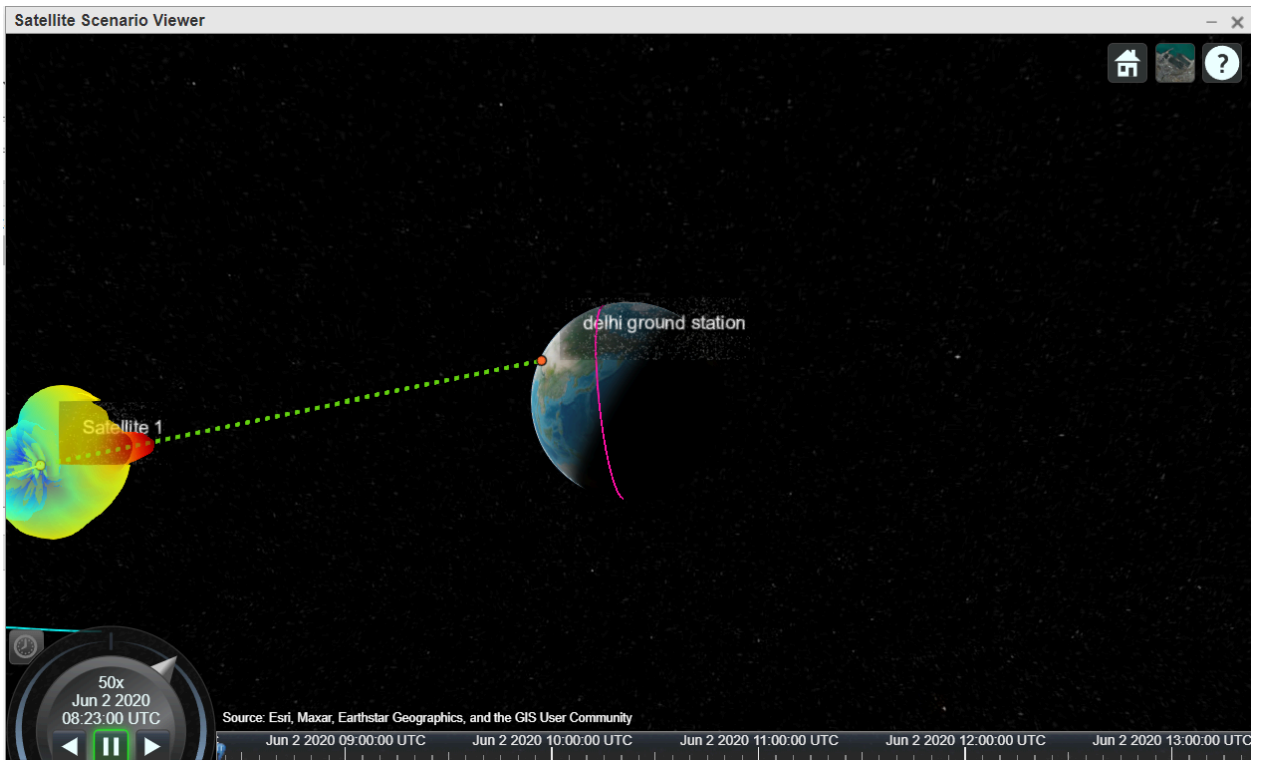 Satellite Scenario Viewer
?
delhi ground station
Satellite 1
50x
Jun 2 2020
08:23:00 UTC
Source: Esri, Maxar, Earthstar Geographics, and the GIS User Community
Jun 2 2020 09:00:00 UTC Jun 2 2020 10:00:00 UTC Jun 2 2020 11:00:00 UTC Jun 2 2020 12:00:00 UTC Jun 2 2020 13:00:00 UTC